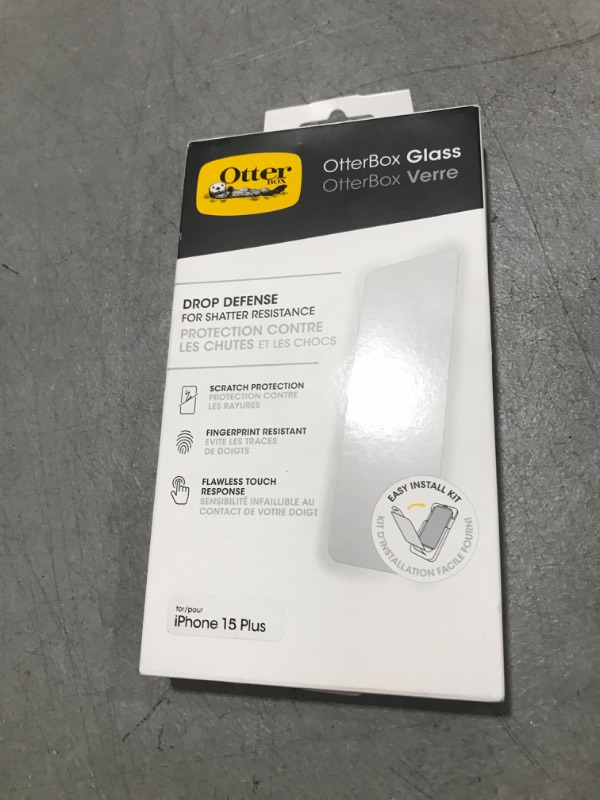 Otter
BOX
OtterBox Glass
OtterBox Verre
DROP DEFENSE
FOR SHATTER RESISTANCE
PROTECTION CONTRE
LES CHUTES ET LES CHOCS
SCRATCH PROTECTION
PROTECTION CONTRE
LES RAYURES
FINGERPRINT RESISTANT
EVITE LES TRACES
DE DOIGTS
FLAWLESS TOUCH
RESPONSE
SENSIBILITÉ INFAILLIBLE AU
CONTACT DE VOTRE DOIGT
EASY INSTALL KIT
KIT D'INSTALLATION FACILE FOURNI
for/pour
iPhone 15 Plus